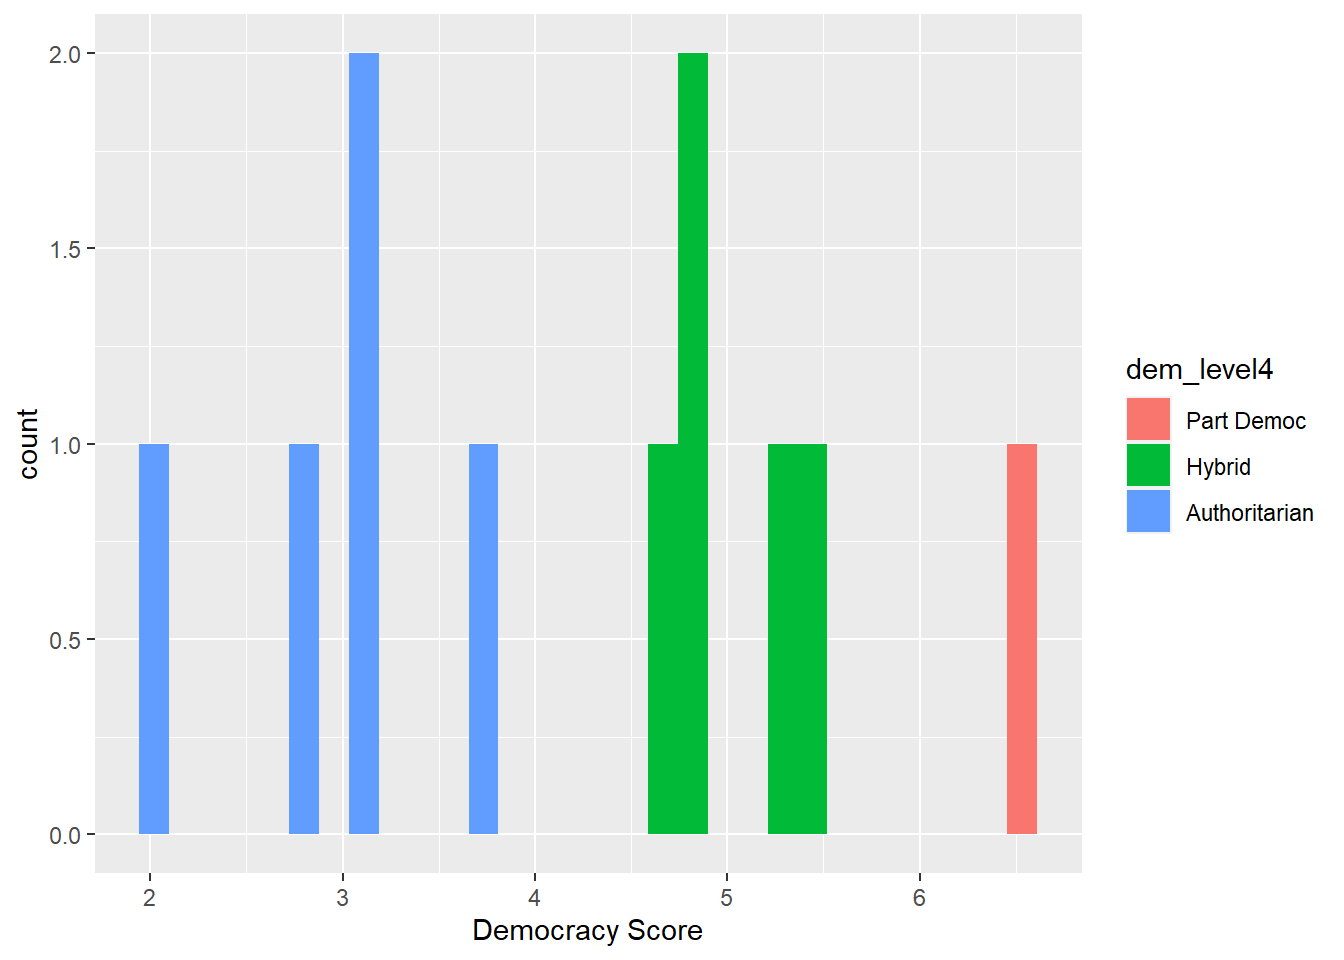 2.0
1.5
1.0
0.5
0.0
count
2 3 4 5 6
Democracy Score
dem_level4
Part Democ
Hybrid
Authoritarian